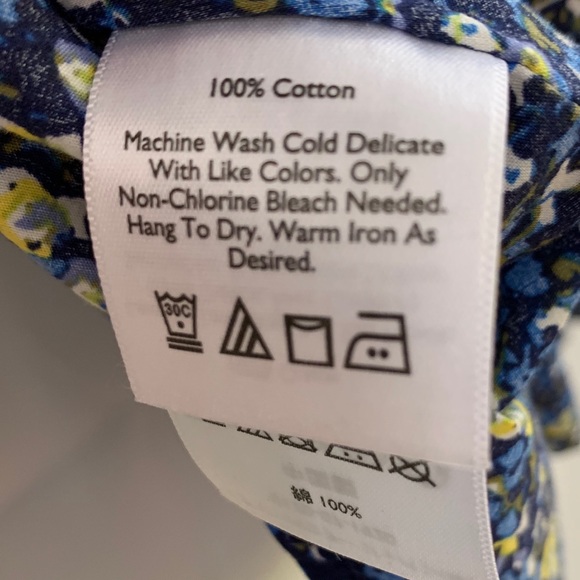 100% Cotton
Machine Wash Cold Delicate
With Like Colors. Only
Non-Chlorine Bleach Needed.
Hang To Dry. Warm Iron As
Desired.
30C
綿 100%